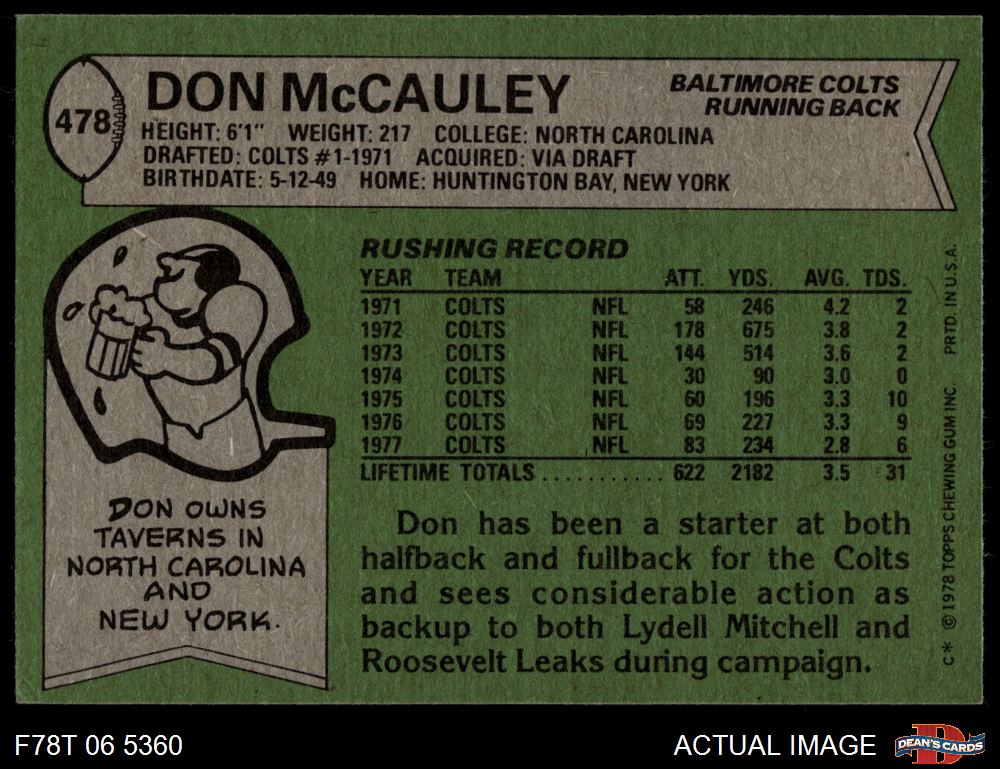 478
DON McCAULEY
BALTIMORE COLTS
RUNNING BACK
HEIGHT: 6'1" WEIGHT: 217 COLLEGE: NORTH CAROLINA
DRAFTED: COLTS #1-1971 ACQUIRED: VIA DRAFT
BIRTHDATE: 5-12-49 HOME: HUNTINGTON BAY, NEW YORK
RUSHING RECORD
YEAR TEAM ATT. YDS. AVG. TDS.
1971 COLTS NFL 58 246 4.2 2
1972 COLTS NFL 178 675 3.8 2
1973 COLTS NFL 144 514 3.6 2
1974 COLTS NFL 30 90 3.0 0
1975 COLTS NFL 60 196 3.3 10
1976 COLTS NFL 69 227 3.3 9
1977 COLTS NFL 83 234 2.8 6
LIFETIME TOTALS ........... 622 2182 3.5 31
DON OWNS
TAVERNS IN
NORTH CAROLINA
AND
NEW YORK.
Don has been a starter at both
halfback and fullback for the Colts
and sees considerable action as
backup to both Lydell Mitchell and
Roosevelt Leaks during campaign.
C* © 1978 TOPPS CHEWING GUM INC. PRTD. IN U.S.A.
F78T 06 5360
ACTUAL IMAGE
D
DEAN'S CARDS